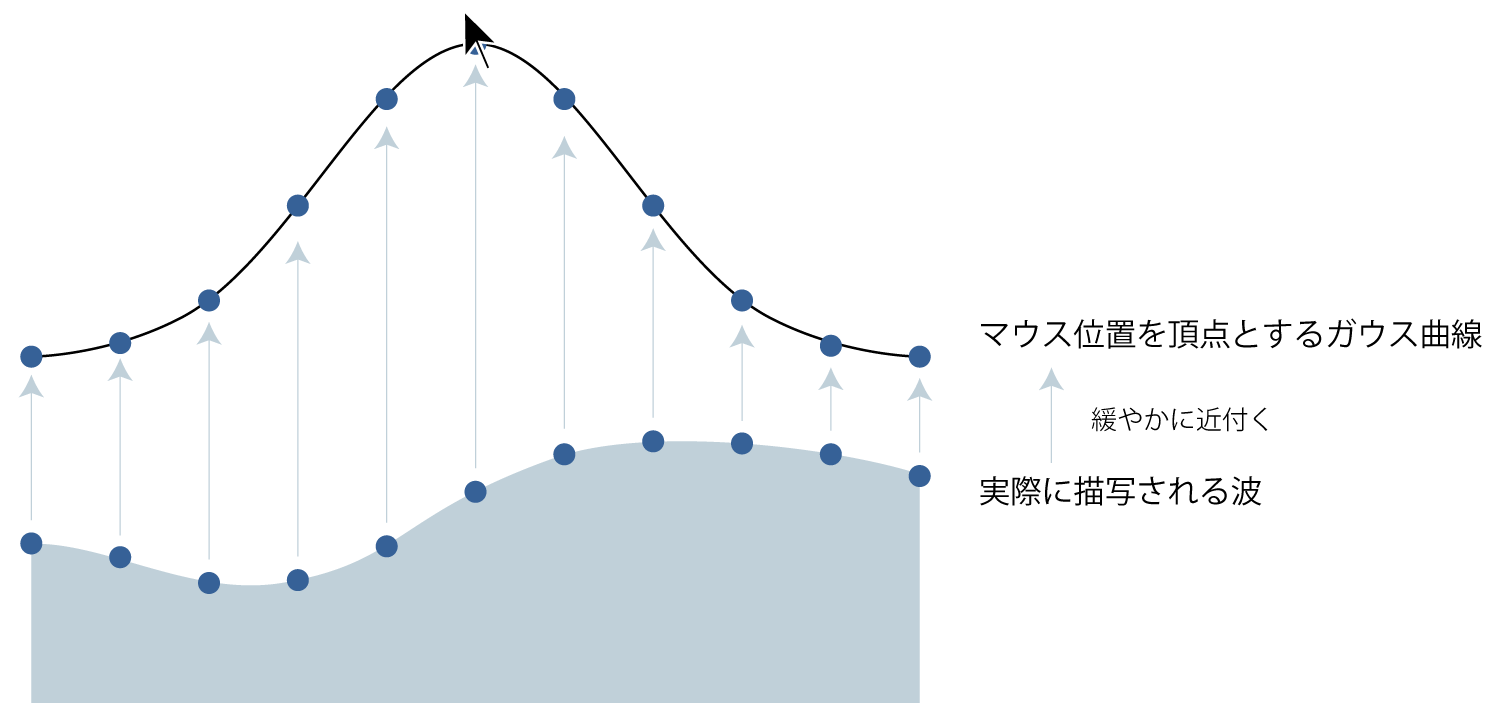 マウス位置を頂点とするガウス曲線
緩やかに近付く
実際に描写される波